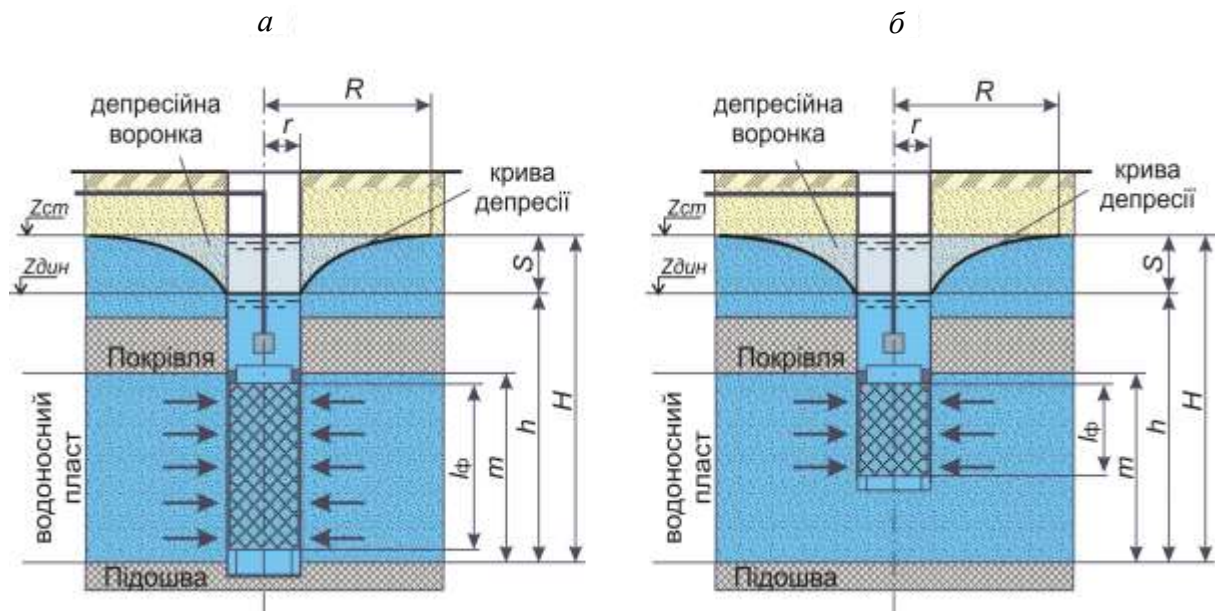 а
б
R
депресійна
воронка
r
крива
депресії
Zст
Zдин
S
Покрівля
водоносний
пласт
lф
m
h
H
Підошва
R
депресійна
воронка
r
крива
депресії
Zст
Zдин
S
Покрівля
водоносний
пласт
lф
m
h
H
Підошва